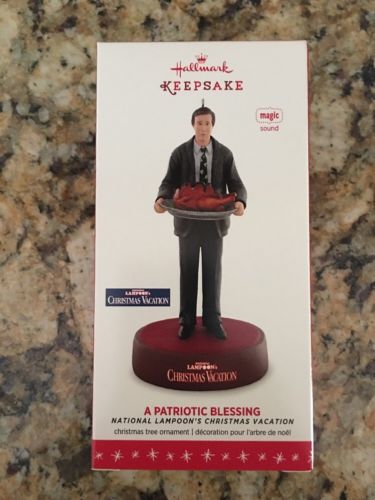 Hallmark
KEEPSAKE
magic
sound
LAMPOON'S
CHRISTMAS VACATION
NATIONAL
LAMPOON'S
CHRISTMAS VACATION
A PATRIOTIC BLESSING
NATIONAL LAMPOON'S CHRISTMAS VACATION
christmas tree ornament | décoration pour l'arbre de noël